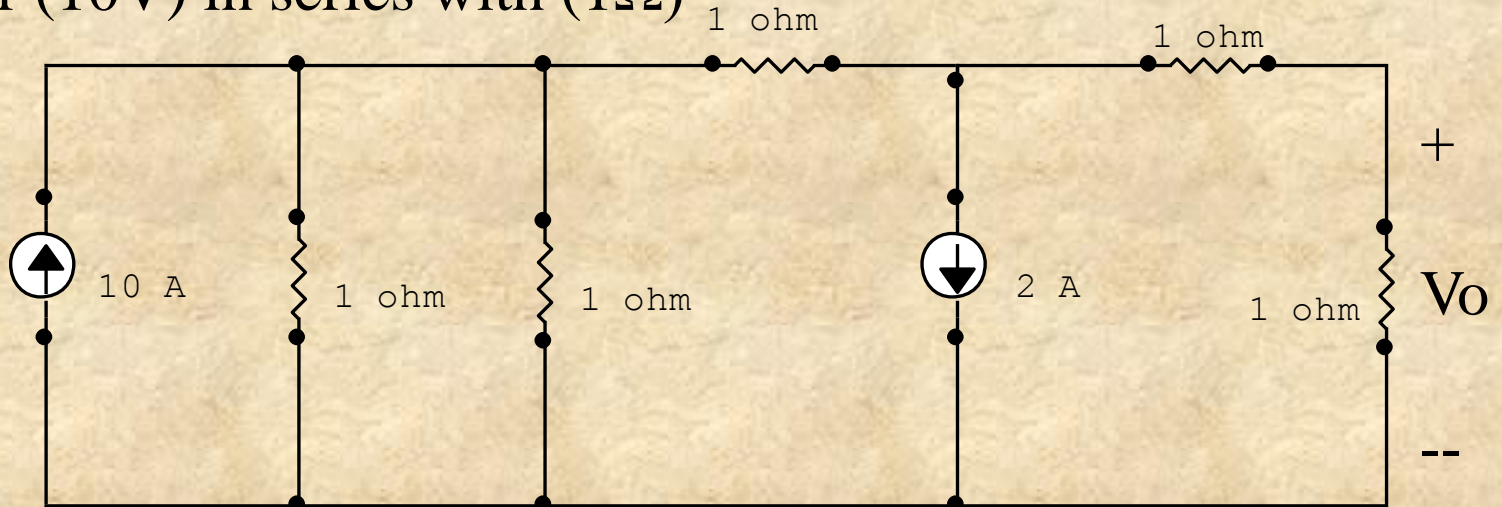 (10V) in series with (1Ω)
1 ohm
1 ohm
+
10 A
1 ohm
1 ohm
2 A
1 ohm
Vo
--